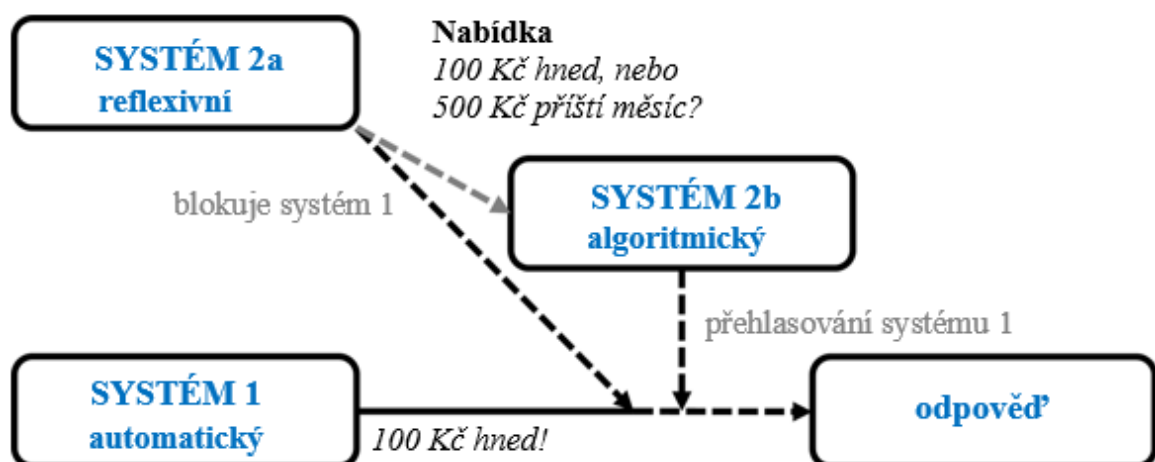 SYSTÉM 2a
reflexivní
Nabídka
100 Kč hned, nebo
500 Kč příští měsíc?
blokuje systém 1
SYSTÉM 2b
algoritmický
přehlasování systému 1
SYSTÉM 1
automatický
100 Kč hned!
odpověď